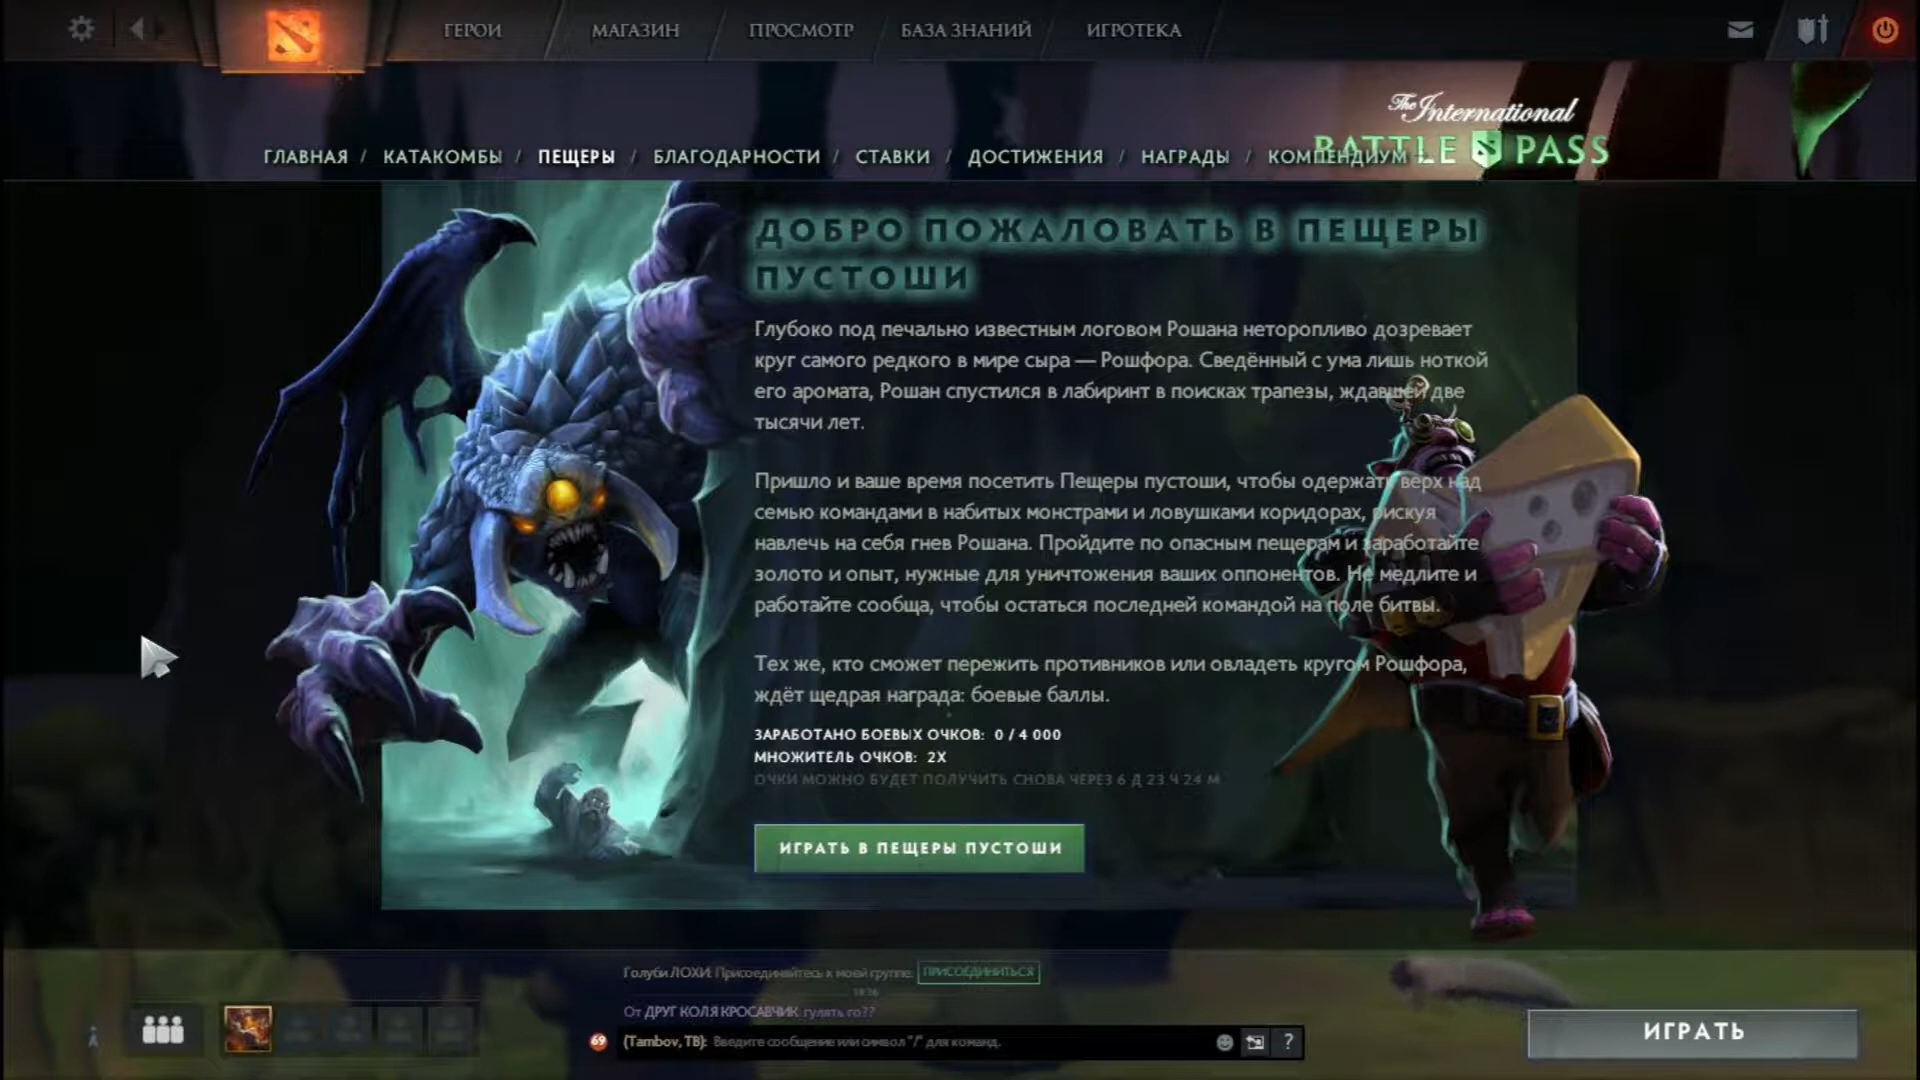 ГЕРОИ
МАГАЗИН
ПРОСМОТР
БАЗА ЗНАНИЙ
ИГРОТЕКА
The International
BATTLE PASS
ГЛАВНАЯ / КАТАКОМБЫ / ПЕЩЕРЫ / БЛАГОДАРНОСТИ / СТАВКИ / ДОСТИЖЕНИЯ / НАГРАДЫ / КОМПЕНДИУМ
ДОБРО ПОЖАЛОВАТЬ В ПЕЩЕРЫ
ПУСТОШИ
Глубоко под печально известным логовом Рошана неторопливо дозревает
круг самого редкого в мире сыра — Рошфора. Сведённый с ума лишь ноткой
его аромата, Рошан спустился в лабиринт в поисках трапезы, ждавшей две
тысячи лет.
Пришло и ваше время посетить Пещеры пустоши, чтобы одержать верх над
семью командами в набитых монстрами и ловушками коридорах, рискуя
навлечь на себя гнев Рошана. Пройдите по опасным пещерам и заработайте
золото и опыт, нужные для уничтожения ваших оппонентов. Не медлите и
работайте сообща, чтобы остаться последней командой на поле битвы.
Тех же, кто сможет пережить противников или овладеть кругом Рошфора,
ждёт щедрая награда: боевые баллы.
ЗАРАБОТАНО БОЕВЫХ ОЧКОВ: 0 / 4 000
МНОЖИТЕЛЬ ОЧКОВ: 2X
ОЧКИ МОЖНО БУДЕТ ПОЛУЧИТЬ СНОВА ЧЕРЕЗ 6 Д 23 Ч 24 М
ИГРАТЬ В ПЕЩЕРЫ ПУСТОШИ
Голуби ЛОХИ: Присоединяйтесь к моей группе. ПРИСОЕДИНИТЬСЯ
18:36
От ДРУГ КОЛЯ КРОСАВЧИК: гулять го??
69 (Tambov, TB): Введите сообщение или символ "/" для команд.
?
ИГРАТЬ